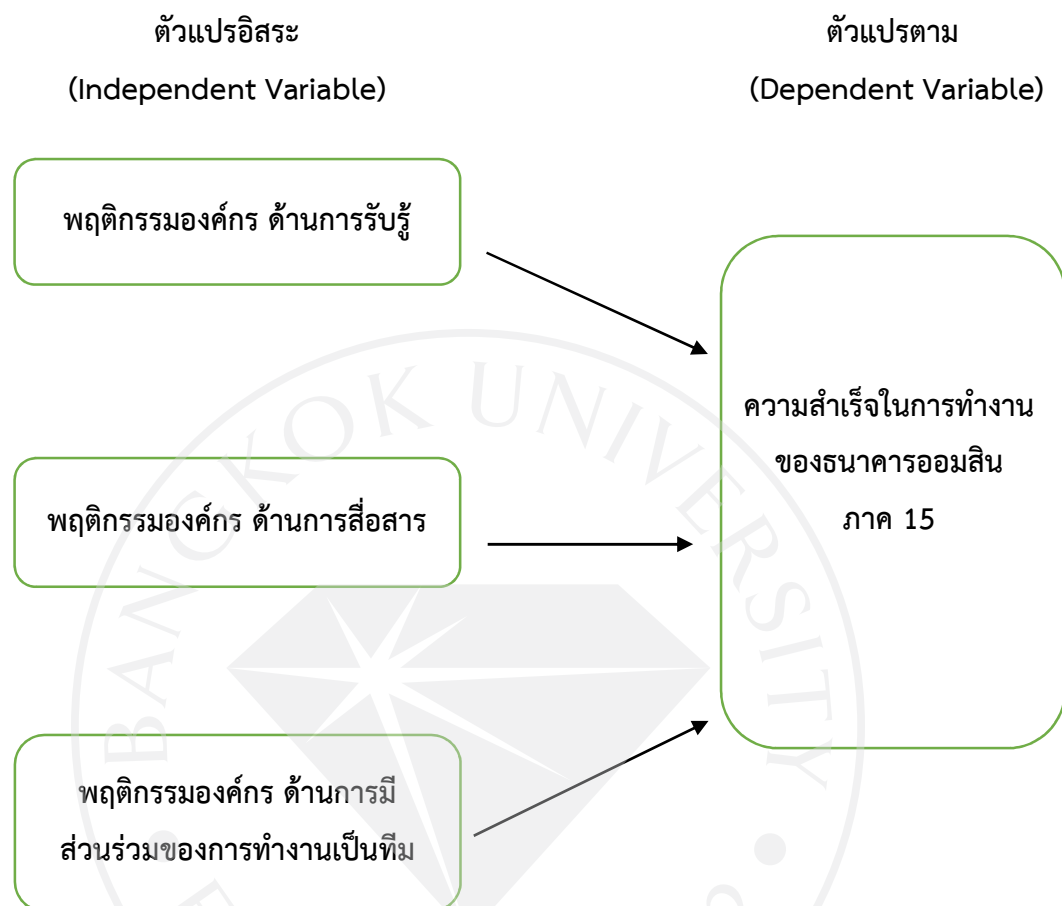 ตัวแปรอิสระ
(Independent Variable)
ตัวแปรตาม
(Dependent Variable)
พฤติกรรมองค์กร ด้านการรับรู้
พฤติกรรมองค์กร ด้านการสื่อสาร
พฤติกรรมองค์กร ด้านการมี
ส่วนร่วมของการทำงานเป็นทีม
ความสำเร็จในการทำงาน
ของธนาคารออมสิน
ภาค 15
BANGKOK UNIVERSITY